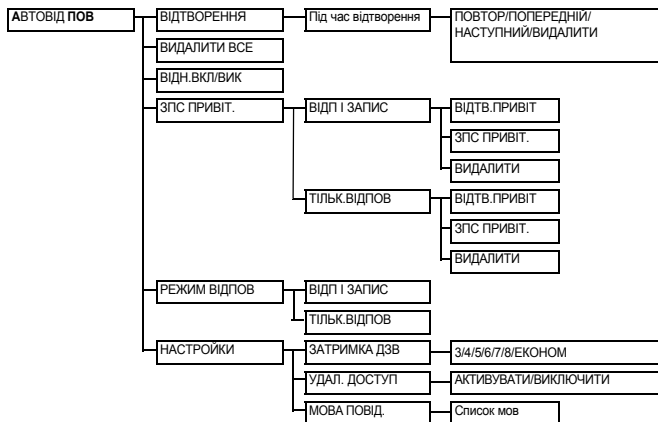 АВТОВІД ПОВ
ВІДТВОРЕННЯ
Під час відтворення
ПОВТОР/ПОПЕРЕДНІЙ/
НАСТУПНИЙ/ВИДАЛИТИ
ВИДАЛИТИ ВСЕ
ВІДН.ВКЛ/ВИК
ЗПС ПРИВІТ.
ВІДП І ЗАПИС
ВІДТВ.ПРИВІТ
ЗПС ПРИВІТ.
ВИДАЛИТИ
ТІЛЬК.ВІДПОВ
ВІДТВ.ПРИВІТ
ЗПС ПРИВІТ.
ВИДАЛИТИ
РЕЖИМ ВІДПОВ
ВІДП І ЗАПИС
ТІЛЬК.ВІДПОВ
НАСТРОЙКИ
ЗАТРИМКА ДЗВ
3/4/5/6/7/8/ЕКОНОМ
УДАЛ. ДОСТУП
АКТИВУВАТИ/ВИКЛЮЧИТИ
МОВА ПОВІД.
Список мов